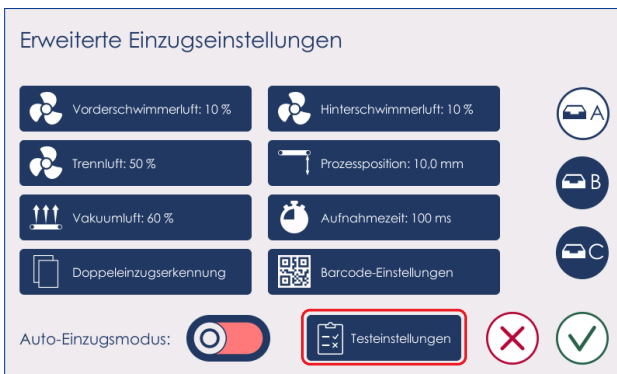 Erweiterte Einzugseinstellungen
Vorderschwimmerluft: 10 %
Hinterschwimmerluft: 10 %
A
Trennluft: 50 %
Prozessposition: 10,0 mm
B
Vakuumluft: 60 %
Aufnahmezeit: 100 ms
C
Doppeleinzugserkennung
Barcode-Einstellungen
Auto-Einzugsmodus:
Testeinstellungen